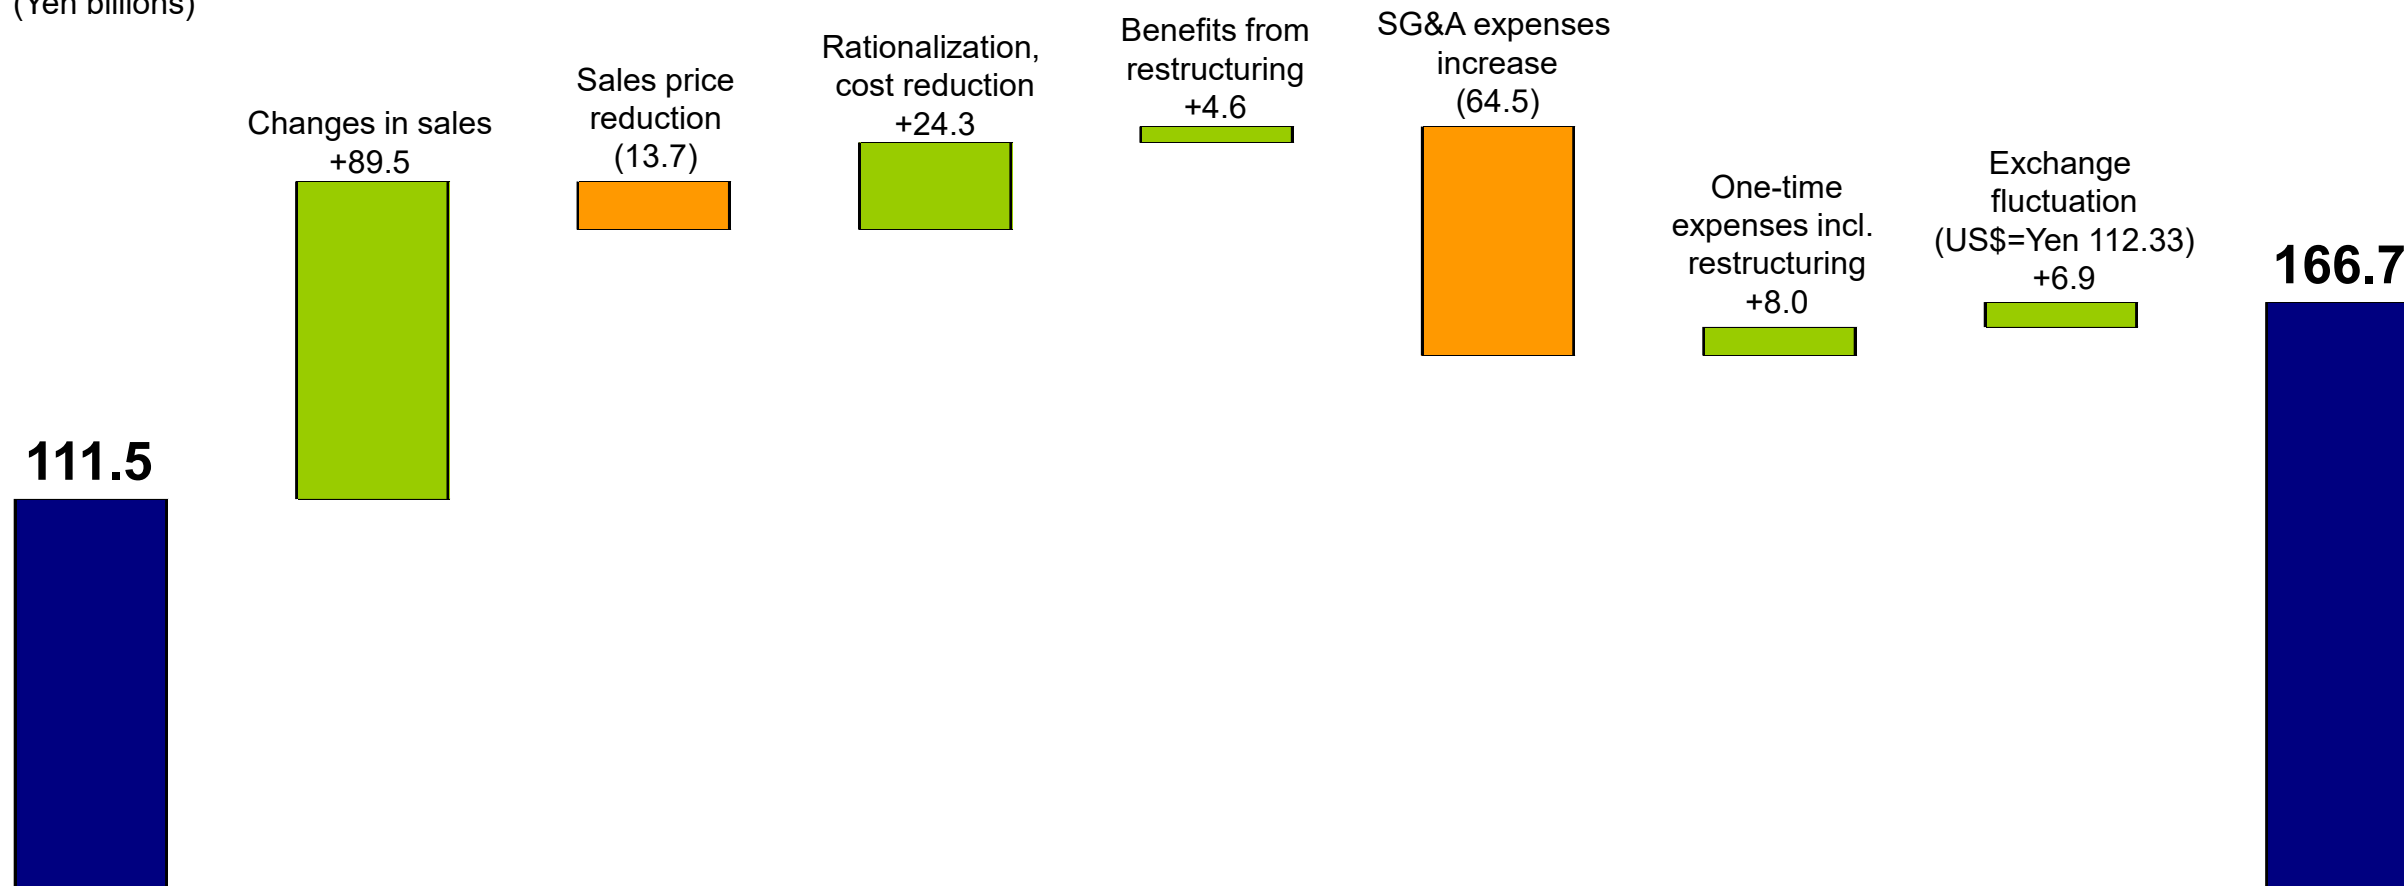 (Yen billions)
111.5
Changes in sales
+89.5
Sales price
reduction
(13.7)
Rationalization,
cost reduction
+24.3
Benefits from
restructuring
+4.6
SG&A expenses
increase
(64.5)
One-time
expenses incl.
restructuring
+8.0
Exchange
fluctuation
(US$=Yen 112.33)
+6.9
166.7